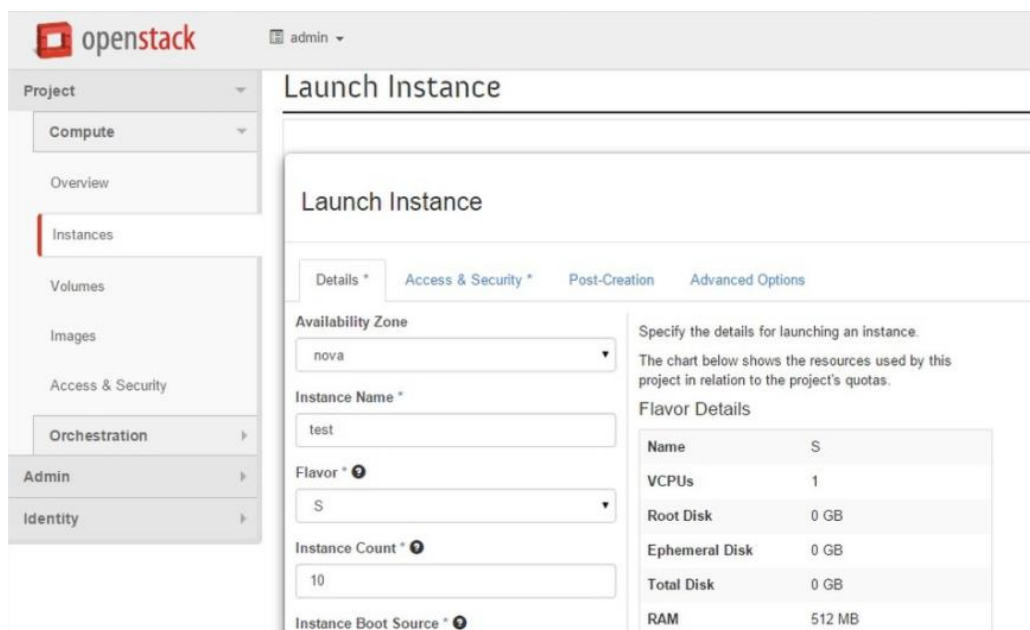 openstack
admin
Project
Compute
Overview
Instances
Volumes
Images
Access & Security
Orchestration
Admin
Identity
Launch Instance
Launch Instance
Details * Access & Security * Post-Creation Advanced Options
Availability Zone
nova
Instance Name *
test
Flavor * ?
S
Instance Count * ?
10
Instance Boot Source * ?
Specify the details for launching an instance.
The chart below shows the resources used by this
project in relation to the project's quotas.
Flavor Details
Name S
VCPUs 1
Root Disk 0 GB
Ephemeral Disk 0 GB
Total Disk 0 GB
RAM 512 MB